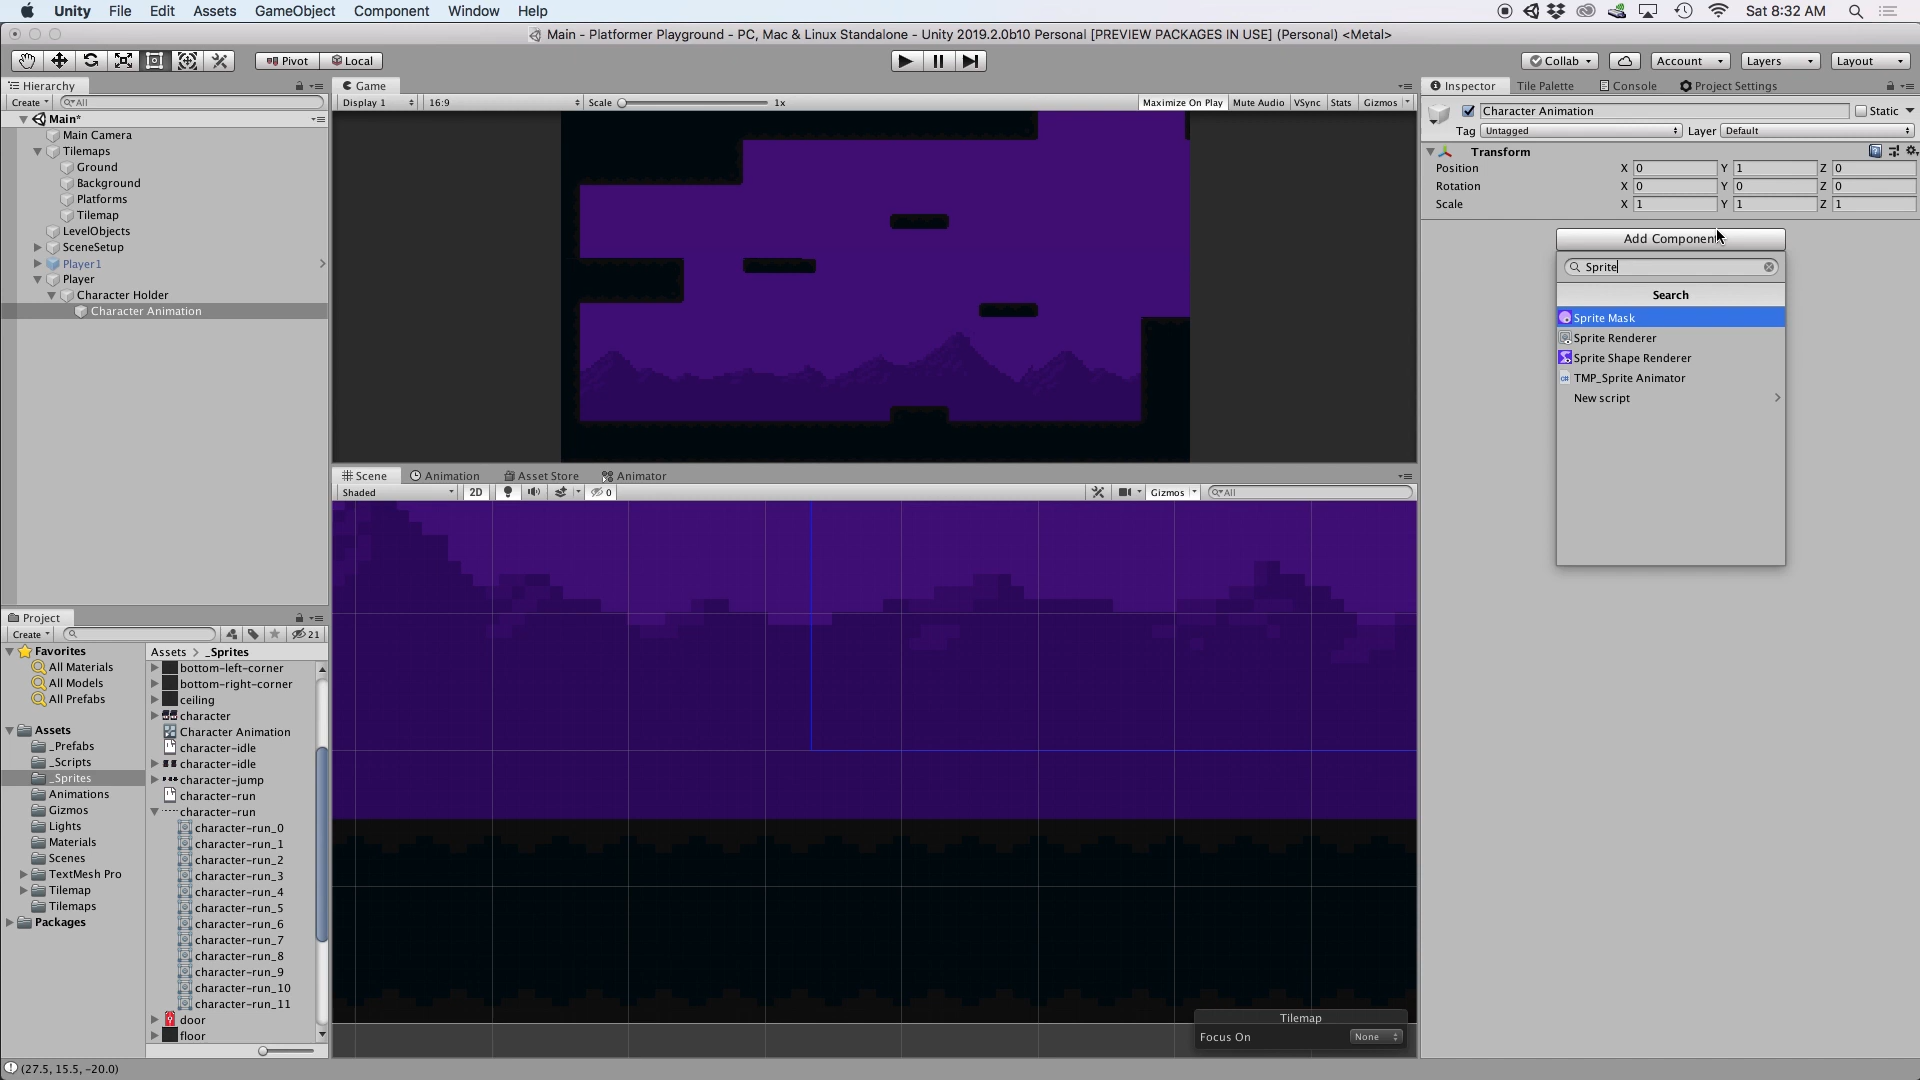 Unity File Edit Assets GameObject Component Window Help Sat 8:32 AM
Main - Platformer Playground - PC, Mac & Linux Standalone - Unity 2019.2.0b10 Personal [PREVIEW PACKAGES IN USE] (Personal) <Metal>
Pivot Local Collab Account Layers Layout
Hierarchy
Create All
Main*
Main Camera
Tilemaps
Ground
Background
Platforms
Tilemap
LevelObjects
SceneSetup
Player1
Player
Character Holder
Character Animation
Game
Display 1 16:9 Scale 1x Maximize On Play Mute Audio VSync Stats Gizmos
Scene Animation Asset Store Animator
Shaded 2D 0 Gizmos All
Tilemap
Focus On None
Inspector Tile Palette Console Project Settings
Character Animation Static
Tag Untagged Layer Default
Transform
Position X 0 Y 1 Z 0
Rotation X 0 Y 0 Z 0
Scale X 1 Y 1 Z 1
Add Component
Sprite
Search
Sprite Mask
Sprite Renderer
Sprite Shape Renderer
TMP_Sprite Animator
New script
Project
Create 21
Favorites
All Materials
All Models
All Prefabs
Assets
_Prefabs
_Scripts
_Sprites
Animations
Gizmos
Lights
Materials
Scenes
TextMesh Pro
Tilemap
Tilemaps
Packages
Assets > _Sprites
bottom-left-corner
bottom-right-corner
ceiling
character
Character Animation
character-idle
character-idle
character-jump
character-run
character-run
character-run_0
character-run_1
character-run_2
character-run_3
character-run_4
character-run_5
character-run_6
character-run_7
character-run_8
character-run_9
character-run_10
character-run_11
door
floor
(27.5, 15.5, -20.0)